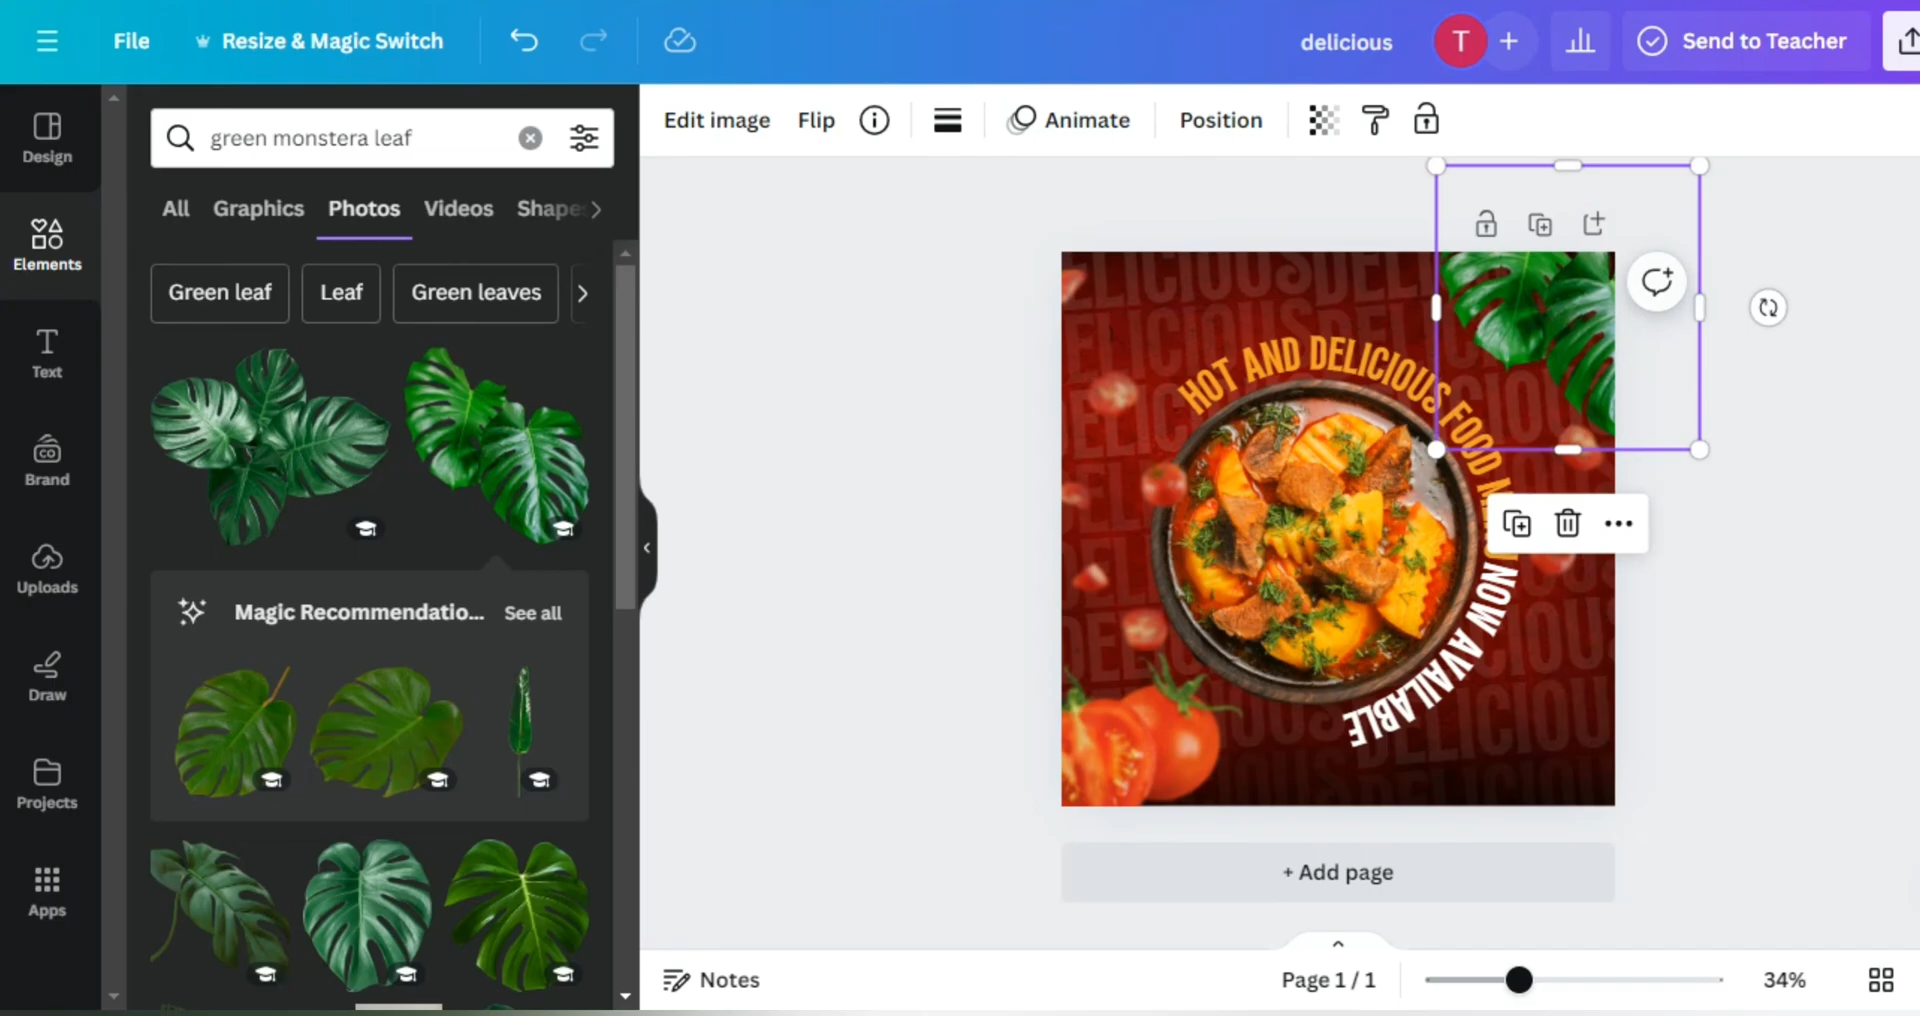 File
Resize & Magic Switch
delicious
T
+
Send to Teacher
Design
Elements
Text
Brand
Uploads
Draw
Projects
Apps
green monstera leaf
All Graphics Photos Videos Shape
Green leaf Leaf Green leaves
Magic Recommendatio... See all
Edit image Flip Animate Position
HOT AND DELICIOUS FOOD
NOW AVAILABLE
DELICIOUS
+ Add page
Notes
Page 1 / 1
34%